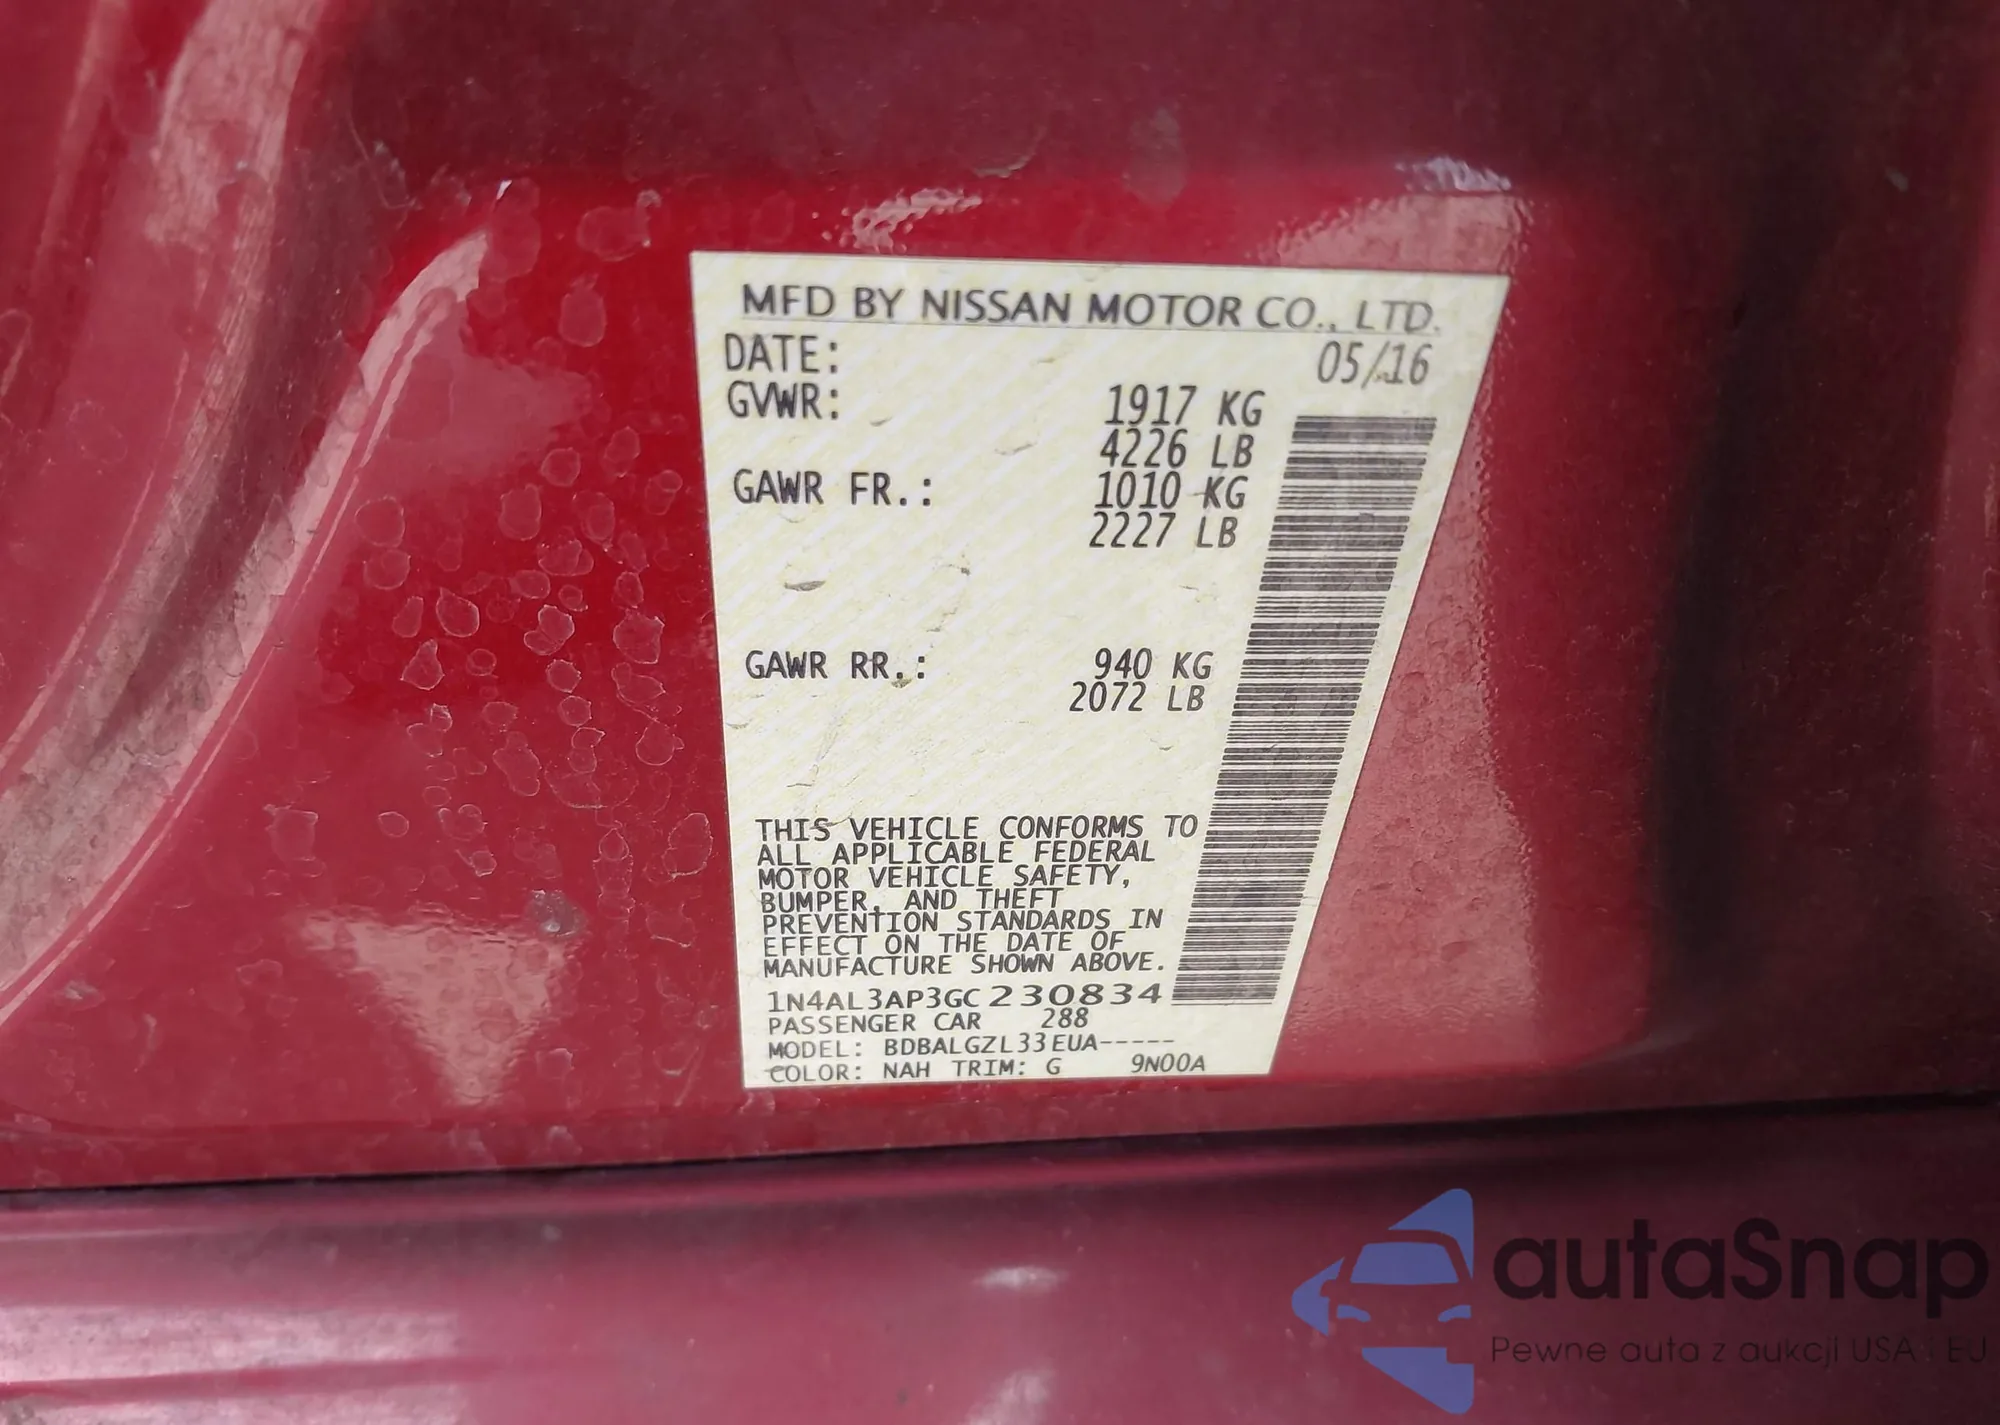 MFD BY NISSAN MOTOR CO., LTD.
DATE: 05/16
GVWR: 1917 KG
4226 LB
GAWR FR.: 1010 KG
2227 LB
GAWR RR.: 940 KG
2072 LB
THIS VEHICLE CONFORMS TO
ALL APPLICABLE FEDERAL
MOTOR VEHICLE SAFETY,
BUMPER, AND THEFT
PREVENTION STANDARDS IN
EFFECT ON THE DATE OF
MANUFACTURE SHOWN ABOVE.
1N4AL3AP3GC230834
PASSENGER CAR 288
MODEL: BDBALGZL33EUA-----
COLOR: NAH TRIM: G 9N00A
autaSnap
Pewne auta z aukcji USA i EU